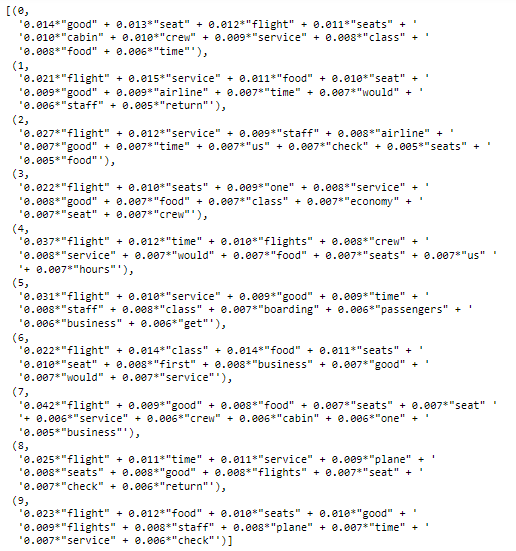 [(0,
'0.014*"good" + 0.013*"seat" + 0.012*"flight" + 0.011*"seats" + '
'0.010*"cabin" + 0.010*"crew" + 0.009*"service" + 0.008*"class" + '
'0.008*"food" + 0.006*"time"'),
(1,
'0.021*"flight" + 0.015*"service" + 0.011*"food" + 0.010*"seat" + '
'0.009*"good" + 0.009*"airline" + 0.007*"time" + 0.007*"would" + '
'0.006*"staff" + 0.005*"return"'),
(2,
'0.027*"flight" + 0.012*"service" + 0.009*"staff" + 0.008*"airline" + '
'0.007*"good" + 0.007*"time" + 0.007*"us" + 0.007*"check" + 0.005*"seats" + '
'0.005*"food"'),
(3,
'0.022*"flight" + 0.010*"seats" + 0.009*"one" + 0.008*"service" + '
'0.008*"good" + 0.007*"food" + 0.007*"class" + 0.007*"economy" + '
'0.007*"seat" + 0.007*"crew"'),
(4,
'0.037*"flight" + 0.012*"time" + 0.010*"flights" + 0.008*"crew" + '
'0.008*"service" + 0.007*"would" + 0.007*"food" + 0.007*"seats" + 0.007*"us" '
'+ 0.007*"hours"'),
(5,
'0.031*"flight" + 0.010*"service" + 0.009*"good" + 0.009*"time" + '
'0.008*"staff" + 0.008*"class" + 0.007*"boarding" + 0.006*"passengers" + '
'0.006*"business" + 0.006*"get"'),
(6,
'0.022*"flight" + 0.014*"class" + 0.014*"food" + 0.011*"seats" + '
'0.010*"seat" + 0.008*"first" + 0.008*"business" + 0.007*"good" + '
'0.007*"would" + 0.007*"service"'),
(7,
'0.042*"flight" + 0.009*"good" + 0.008*"food" + 0.007*"seats" + 0.007*"seat" '
'+ 0.006*"service" + 0.006*"crew" + 0.006*"cabin" + 0.006*"one" + '
'0.005*"business"'),
(8,
'0.025*"flight" + 0.011*"time" + 0.011*"service" + 0.009*"plane" + '
'0.008*"seats" + 0.008*"good" + 0.008*"flights" + 0.007*"seat" + '
'0.007*"check" + 0.006*"return"'),
(9,
'0.023*"flight" + 0.012*"food" + 0.010*"seats" + 0.010*"good" + '
'0.009*"flights" + 0.008*"staff" + 0.008*"plane" + 0.007*"time" + '
'0.007*"service" + 0.006*"check"')]